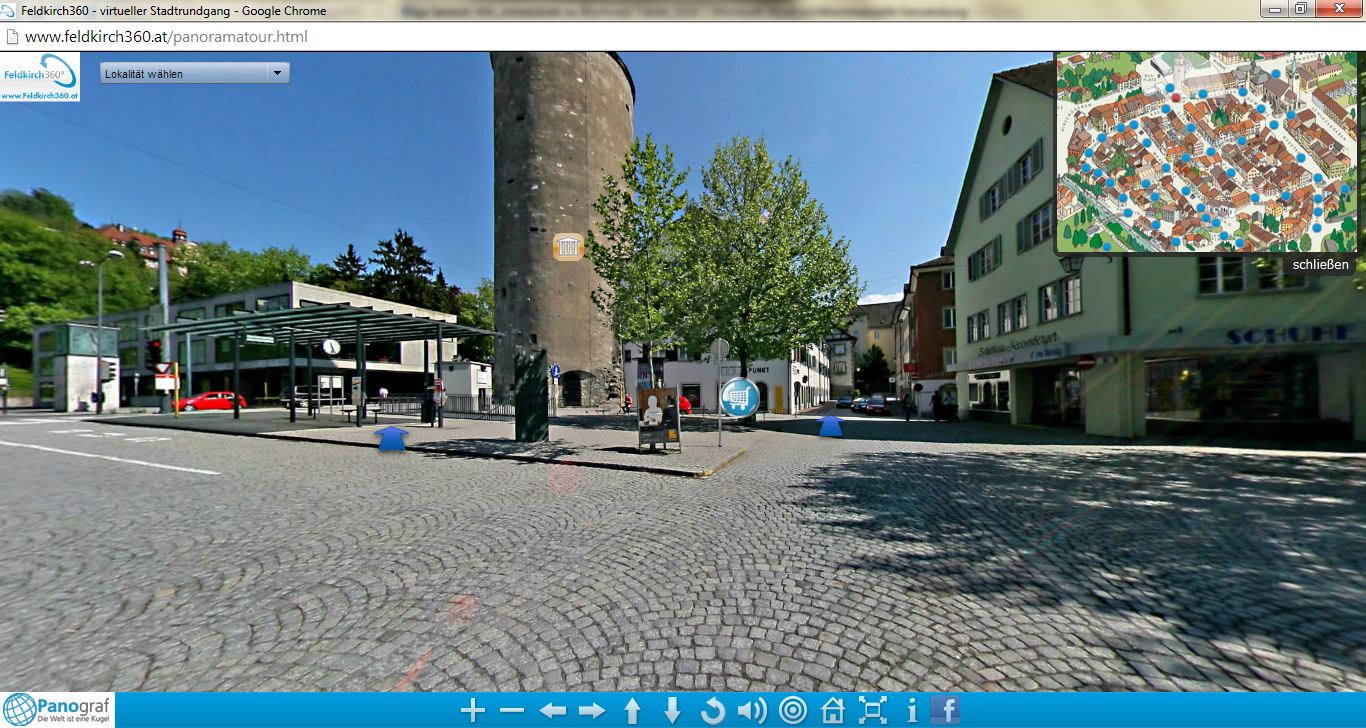 Feldkirch360 - virtueller Stadtrundgang - Google Chrome
www.feldkirch360.at/panoramatour.html
Feldkirch360°
www.Feldkirch360.at
Lokalität wählen
schließen
SCHUHE
PUNKT
Panograf
Die Welt ist eine Kugel
i
f